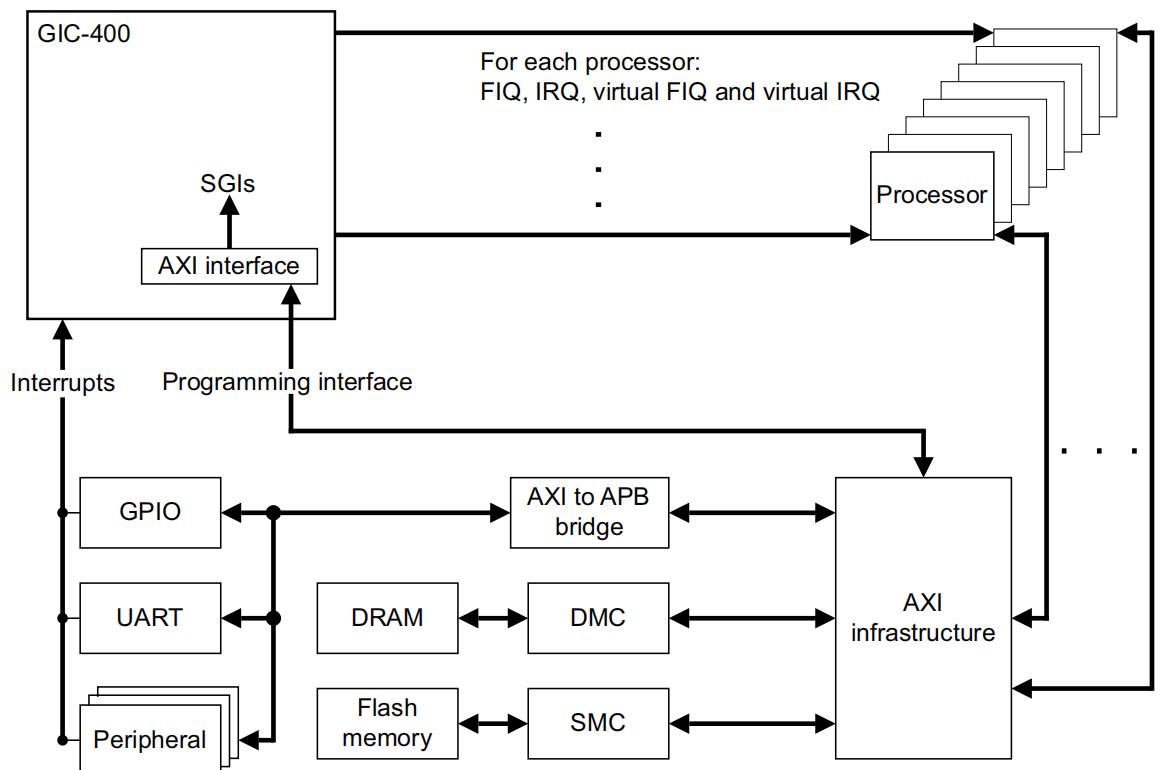 GIC-400
For each processor:
FIQ, IRQ, virtual FIQ and virtual IRQ
SGIs
Processor
AXI interface
Interrupts
Programming interface
GPIO
AXI to APB
bridge
UART
DRAM
DMC
AXI
infrastructure
Flash
memory
SMC
Peripheral